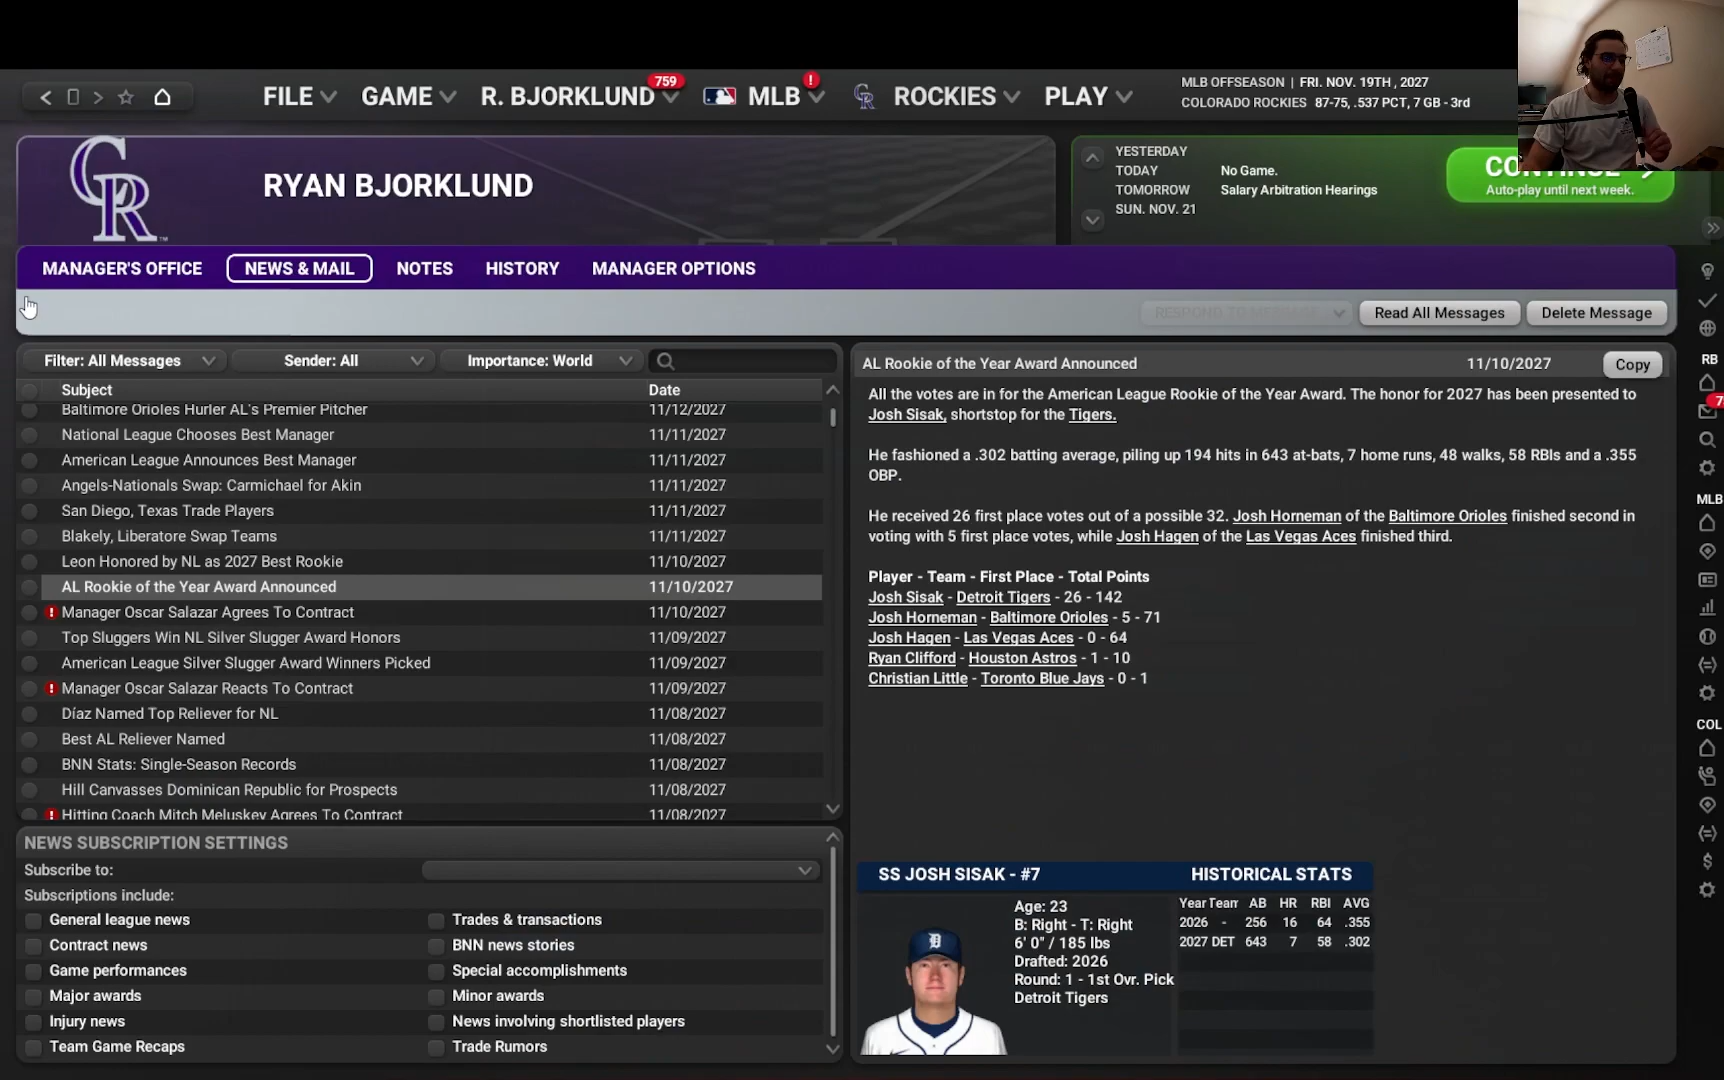 FILE
GAME
R. BJORKLUND
759
MLB
!
ROCKIES
PLAY
MLB OFFSEASON | FRI. NOV. 19TH, 2027
COLORADO ROCKIES 87-75, .537 PCT, 7 GB - 3rd
CR
RYAN BJORKLUND
YESTERDAY
TODAY No Game.
TOMORROW Salary Arbitration Hearings
SUN. NOV. 21
Auto-play until next week.
MANAGER'S OFFICE
NEWS & MAIL
NOTES
HISTORY
MANAGER OPTIONS
RESPOND TO MESSAGE
Read All Messages
Delete Message
Filter: All Messages
Sender: All
Importance: World
Subject Date
Baltimore Orioles Hurler AL's Premier Pitcher 11/12/2027
National League Chooses Best Manager 11/11/2027
American League Announces Best Manager 11/11/2027
Angels-Nationals Swap: Carmichael for Akin 11/11/2027
San Diego, Texas Trade Players 11/11/2027
Blakely, Liberatore Swap Teams 11/11/2027
Leon Honored by NL as 2027 Best Rookie 11/10/2027
AL Rookie of the Year Award Announced 11/10/2027
! Manager Oscar Salazar Agrees To Contract 11/10/2027
Top Sluggers Win NL Silver Slugger Award Honors 11/09/2027
American League Silver Slugger Award Winners Picked 11/09/2027
! Manager Oscar Salazar Reacts To Contract 11/09/2027
Díaz Named Top Reliever for NL 11/08/2027
Best AL Reliever Named 11/08/2027
BNN Stats: Single-Season Records 11/08/2027
Hill Canvasses Dominican Republic for Prospects 11/08/2027
! Hitting Coach Mitch Meluskey Agrees To Contract 11/08/2027
NEWS SUBSCRIPTION SETTINGS
Subscribe to:
Subscriptions include:
General league news Trades & transactions
Contract news BNN news stories
Game performances Special accomplishments
Major awards Minor awards
Injury news News involving shortlisted players
Team Game Recaps Trade Rumors
AL Rookie of the Year Award Announced 11/10/2027 Copy
All the votes are in for the American League Rookie of the Year Award. The honor for 2027 has been presented to
Josh Sisak, shortstop for the Tigers.
He fashioned a .302 batting average, piling up 194 hits in 643 at-bats, 7 home runs, 48 walks, 58 RBIs and a .355
OBP.
He received 26 first place votes out of a possible 32. Josh Horneman of the Baltimore Orioles finished second in
voting with 5 first place votes, while Josh Hagen of the Las Vegas Aces finished third.
Player - Team - First Place - Total Points
Josh Sisak - Detroit Tigers - 26 - 142
Josh Horneman - Baltimore Orioles - 5 - 71
Josh Hagen - Las Vegas Aces - 0 - 64
Ryan Clifford - Houston Astros - 1 - 10
Christian Little - Toronto Blue Jays - 0 - 1
SS JOSH SISAK - #7
Age: 23
B: Right - T: Right
6' 0" / 185 lbs
Drafted: 2026
Round: 1 - 1st Ovr. Pick
Detroit Tigers
HISTORICAL STATS
Year Team AB HR RBI AVG
2026 - 256 16 64 .355
2027 DET 643 7 58 .302
RB
MLB
COL